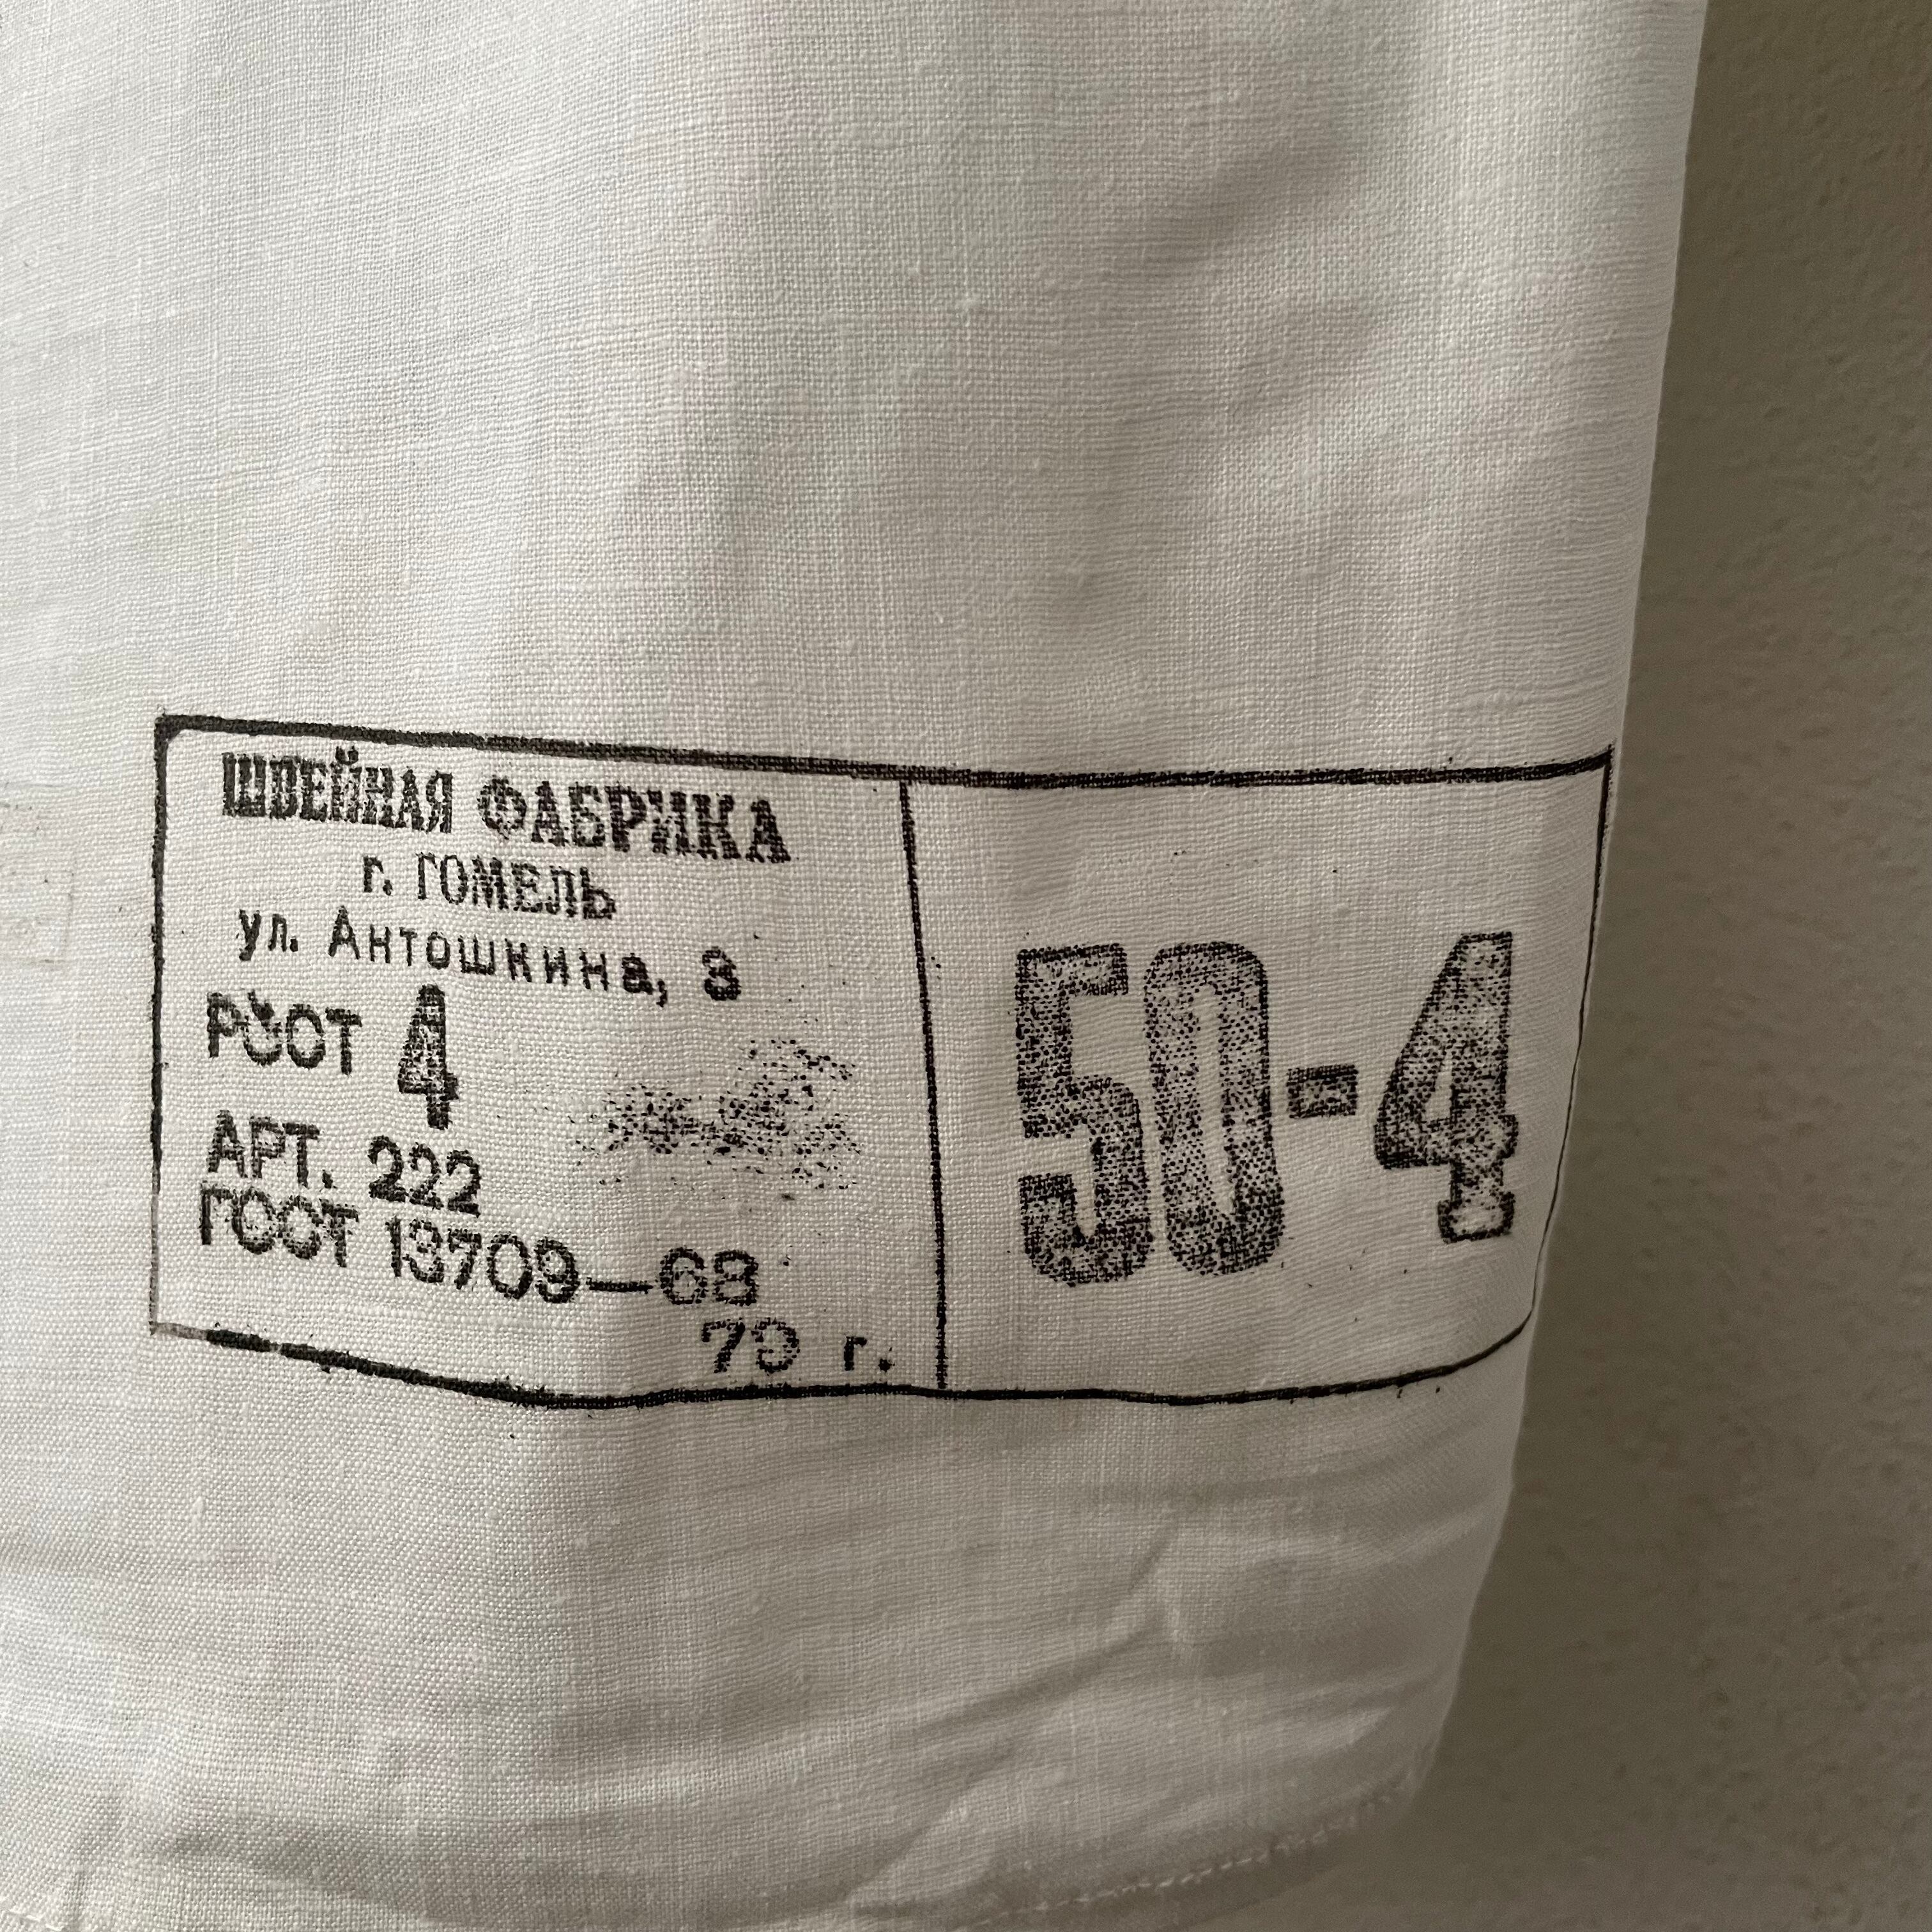 ШВЕЙНАЯ ФАБРИКА
г. ГОМЕЛЬ
ул. Антошкина, 3
РОСТ 4
АРТ. 222
ГОСТ 13709—68
79 г.
50-4